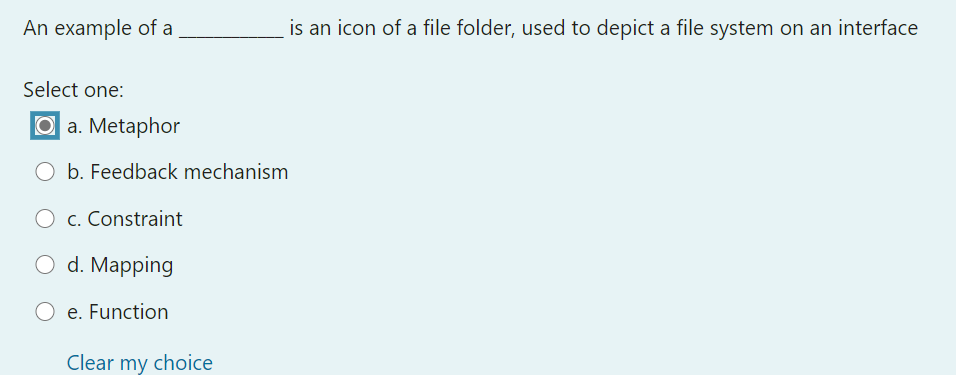 An example of a ____________ is an icon of a file folder, used to depict a file system on an interface
Select one:
a. Metaphor
b. Feedback mechanism
c. Constraint
d. Mapping
e. Function
Clear my choice